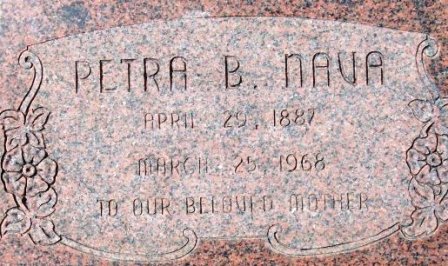 PETRA B. NAVA
APRIL 29, 1887
MARCH 25, 1968
TO OUR BELOVED MOTHER